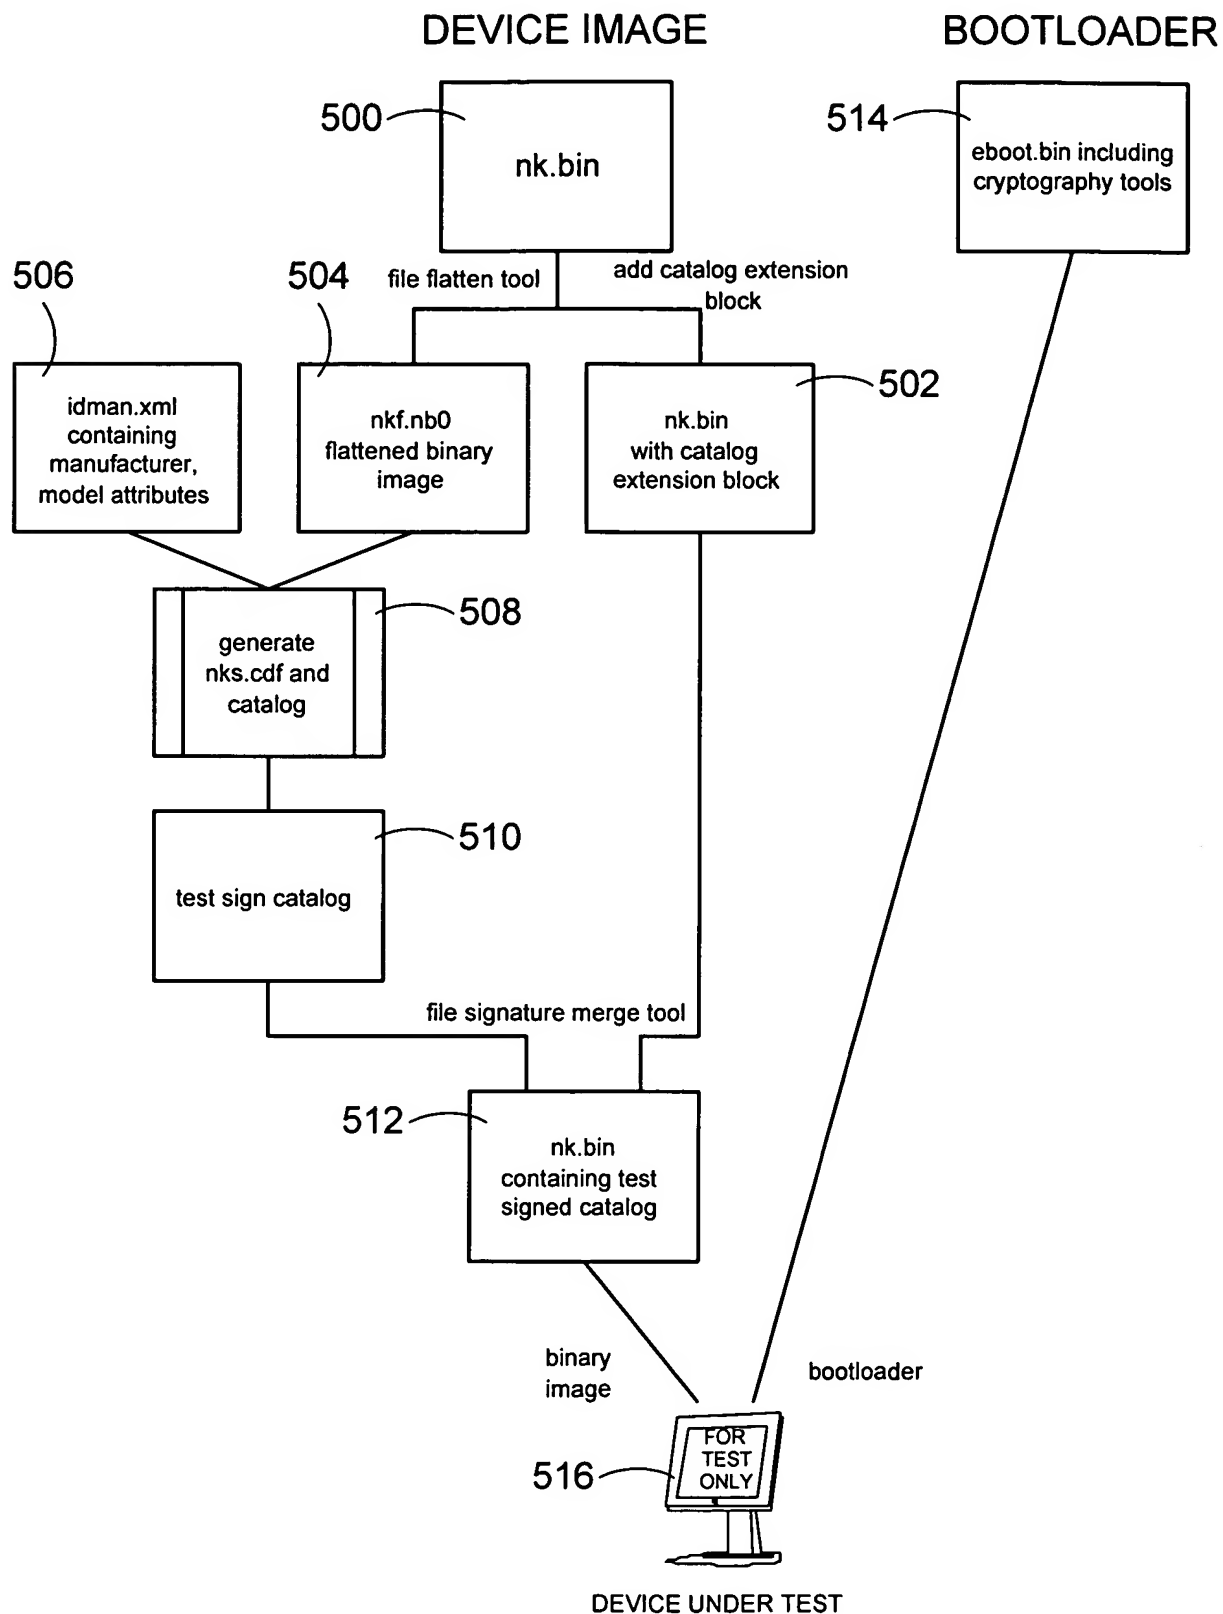 DEVICE IMAGE
BOOTLOADER
500
nk.bin
514
eboot.bin including
cryptography tools
file flatten tool
add catalog extension
block
506
idman.xml
containing
manufacturer,
model attributes
504
nkf.nb0
flattened binary
image
502
nk.bin
with catalog
extension block
508
generate
nks.cdf and
catalog
510
test sign catalog
file signature merge tool
512
nk.bin
containing test
signed catalog
binary
image
bootloader
516
FOR
TEST
ONLY
DEVICE UNDER TEST